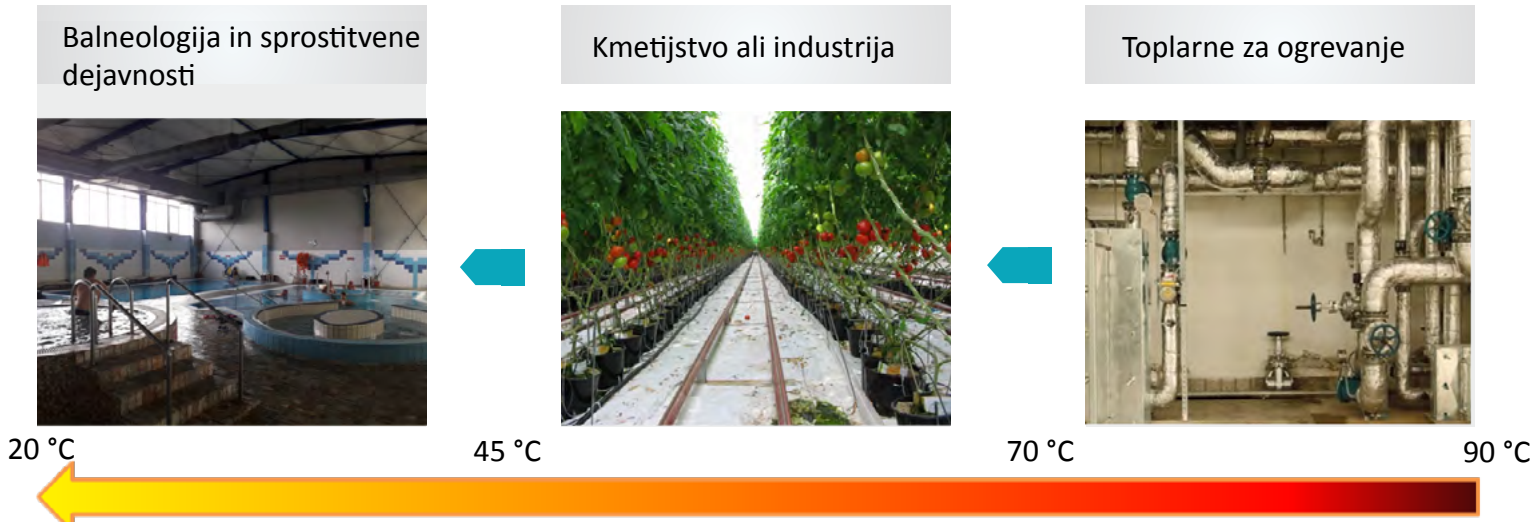 Balneologija in sprostitvene
dejavnosti
Kmetijstvo ali industrija
Toplarne za ogrevanje
20 °C
45 °C
70 °C
90 °C